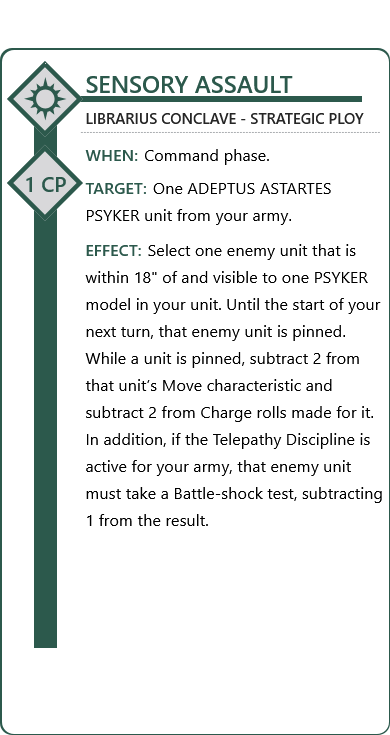 SENSORY ASSAULT
LIBRARIUS CONCLAVE - STRATEGIC PLOY
WHEN: Command phase.
1 CP
TARGET: One ADEPTUS ASTARTES
PSYKER unit from your army.
EFFECT: Select one enemy unit that is
within 18" of and visible to one PSYKER
model in your unit. Until the start of your
next turn, that enemy unit is pinned.
While a unit is pinned, subtract 2 from
that unit’s Move characteristic and
subtract 2 from Charge rolls made for it.
In addition, if the Telepathy Discipline is
active for your army, that enemy unit
must take a Battle-shock test, subtracting
1 from the result.